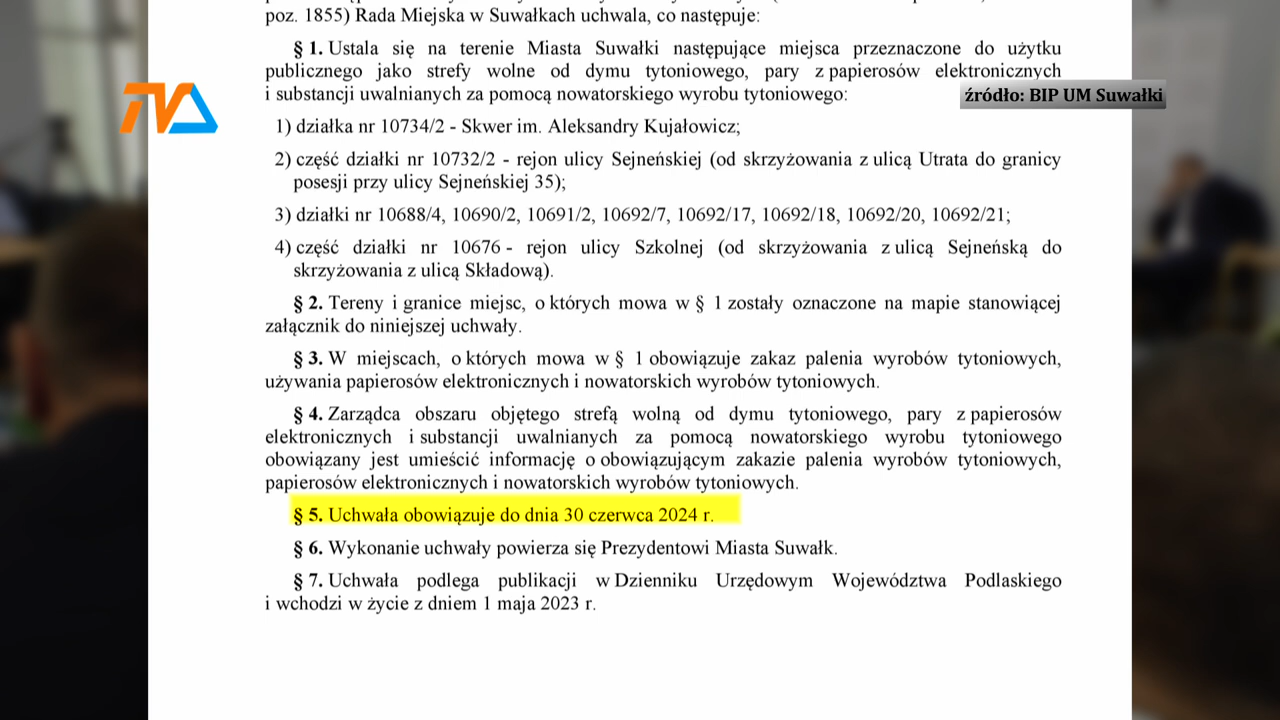 poz. 1855) Rada Miejska w Suwałkach uchwala, co następuje:
§ 1. Ustala się na terenie Miasta Suwałki następujące miejsca przeznaczone do użytku
publicznego jako strefy wolne od dymu tytoniowego, pary z papierosów elektronicznych
i substancji uwalnianych za pomocą nowatorskiego wyrobu tytoniowego:
źródło: BIP UM Suwałki
TVA
1) działka nr 10734/2 - Skwer im. Aleksandry Kujałowicz;
2) część działki nr 10732/2 - rejon ulicy Sejneńskiej (od skrzyżowania z ulicą Utrata do granicy
posesji przy ulicy Sejneńskiej 35);
3) działki nr 10688/4, 10690/2, 10691/2, 10692/7, 10692/17, 10692/18, 10692/20, 10692/21;
4) część działki nr 10676 - rejon ulicy Szkolnej (od skrzyżowania z ulicą Sejneńską do
skrzyżowania z ulicą Składową).
§ 2. Tereny i granice miejsc, o których mowa w § 1 zostały oznaczone na mapie stanowiącej
załącznik do niniejszej uchwały.
§ 3. W miejscach, o których mowa w § 1 obowiązuje zakaz palenia wyrobów tytoniowych,
używania papierosów elektronicznych i nowatorskich wyrobów tytoniowych.
§ 4. Zarządca obszaru objętego strefą wolną od dymu tytoniowego, pary z papierosów
elektronicznych i substancji uwalnianych za pomocą nowatorskiego wyrobu tytoniowego
obowiązany jest umieścić informację o obowiązującym zakazie palenia wyrobów tytoniowych,
papierosów elektronicznych i nowatorskich wyrobów tytoniowych.
§ 5. Uchwała obowiązuje do dnia 30 czerwca 2024 r.
§ 6. Wykonanie uchwały powierza się Prezydentowi Miasta Suwałk.
§ 7. Uchwała podlega publikacji w Dzienniku Urzędowym Województwa Podlaskiego
i wchodzi w życie z dniem 1 maja 2023 r.